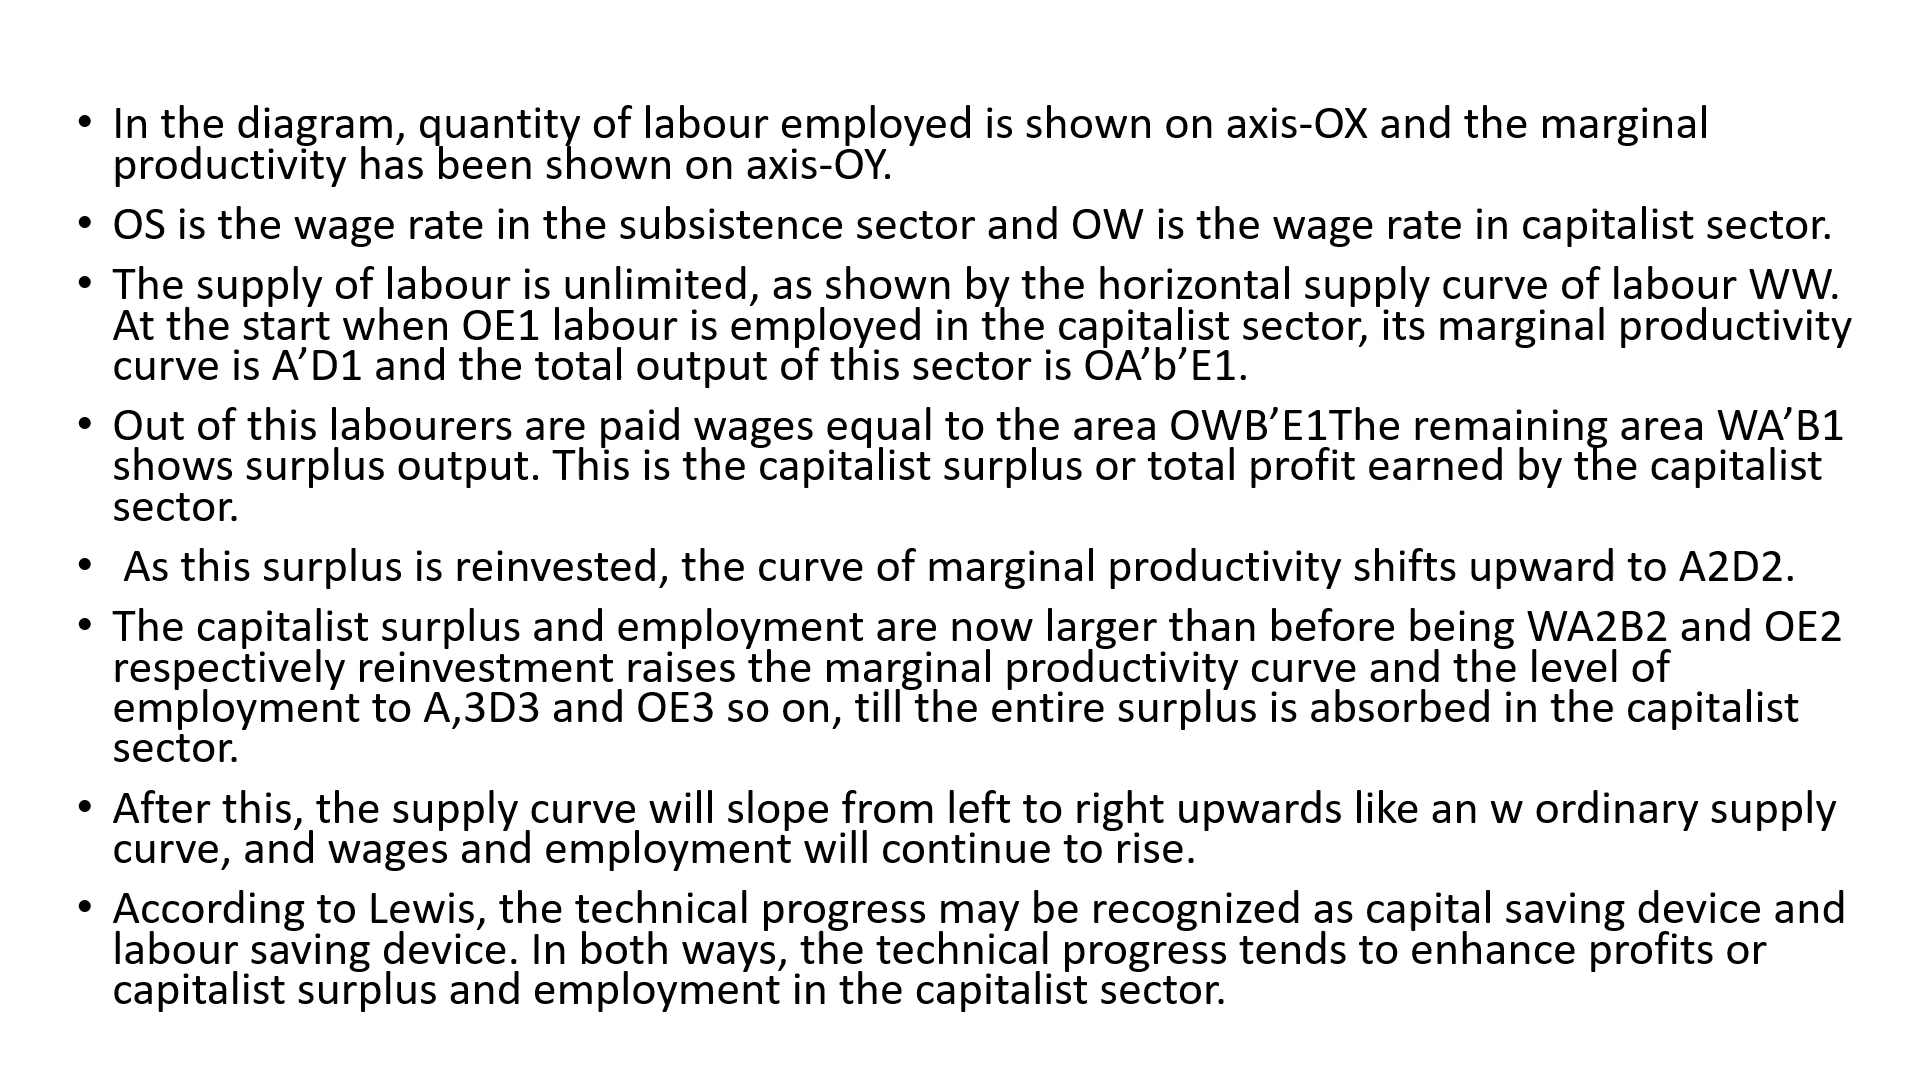 • In the diagram, quantity of labour employed is shown on axis-OX and the marginal
productivity has been shown on axis-OY.
• OS is the wage rate in the subsistence sector and OW is the wage rate in capitalist sector.
• The supply of labour is unlimited, as shown by the horizontal supply curve of labour WW.
At the start when OE1 labour is employed in the capitalist sector, its marginal productivity
curve is A’D1 and the total output of this sector is OA’b’E1.
• Out of this labourers are paid wages equal to the area OWB’E1The remaining area WA’B1
shows surplus output. This is the capitalist surplus or total profit earned by the capitalist
sector.
• As this surplus is reinvested, the curve of marginal productivity shifts upward to A2D2.
• The capitalist surplus and employment are now larger than before being WA2B2 and OE2
respectively reinvestment raises the marginal productivity curve and the level of
employment to A,3D3 and OE3 so on, till the entire surplus is absorbed in the capitalist
sector.
• After this, the supply curve will slope from left to right upwards like an w ordinary supply
curve, and wages and employment will continue to rise.
• According to Lewis, the technical progress may be recognized as capital saving device and
labour saving device. In both ways, the technical progress tends to enhance profits or
capitalist surplus and employment in the capitalist sector.